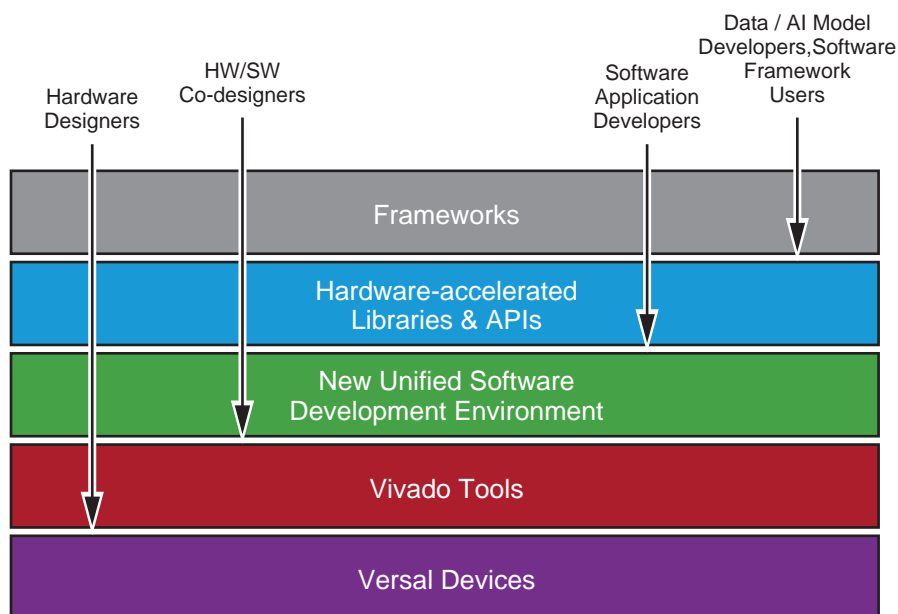 Hardware
Designers
HW/SW
Co-designers
Software
Application
Developers
Data / AI Model
Developers,Software
Framework
Users
Frameworks
Hardware-accelerated
Libraries & APIs
New Unified Software
Development Environment
Vivado Tools
Versal Devices